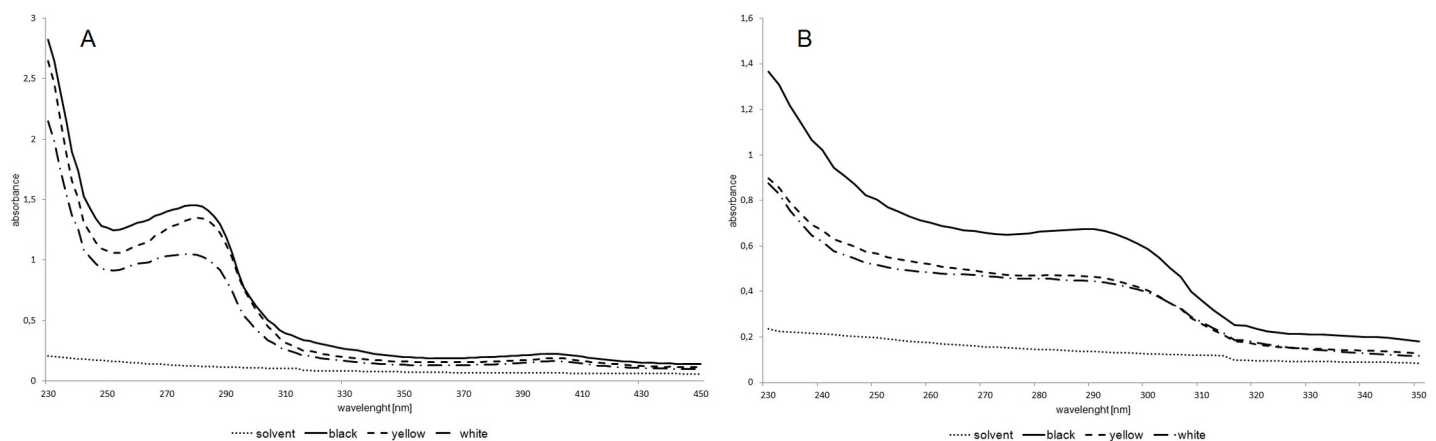 A
3
2,5
2
1,5
1
0,5
0
absorbance
230 250 270 290 310 330 350 370 390 410 430 450
wavelenght [nm]
solvent black yellow white
B
1,6
1,4
1,2
1
0,8
0,6
0,4
0,2
0
absorbance
230 240 250 260 270 280 290 300 310 320 330 340 350
wavelenght [nm]
solvent black yellow white